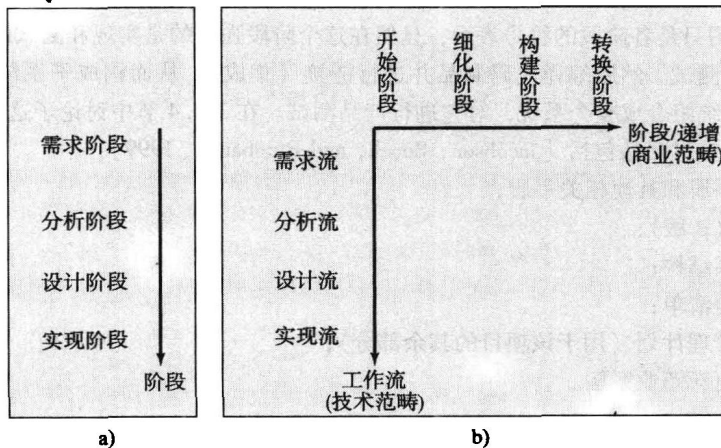 需求阶段
分析阶段
设计阶段
实现阶段
阶段
a)
开始阶段
细化阶段
构建阶段
转换阶段
阶段/递增
(商业范畴)
需求流
分析流
设计流
实现流
工作流
(技术范畴)
b)